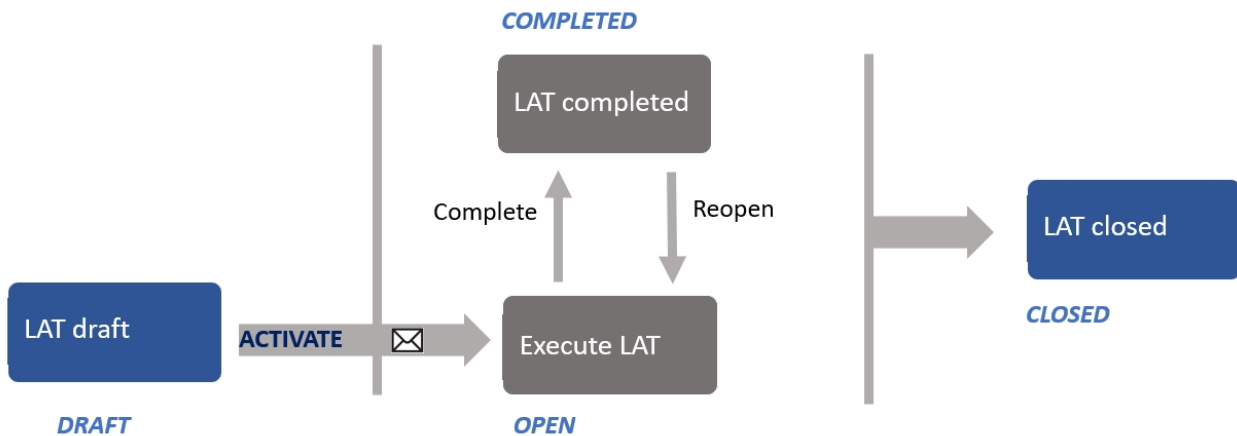 COMPLETED
LAT completed
Complete
Reopen
LAT closed
CLOSED
LAT draft
ACTIVATE
Execute LAT
DRAFT
OPEN